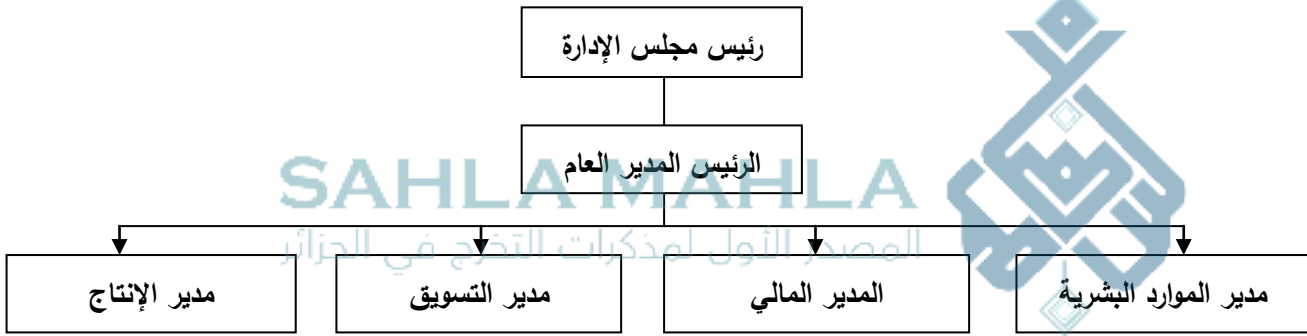 رئيس مجلس الإدارة
الرئيس المدير العام
SAHLA MAHLA
المصدر الأول لمذكرات التخرج في الجزائر
مدير الموارد البشرية
المدير المالي
مدير التسويق
مدير الإنتاج